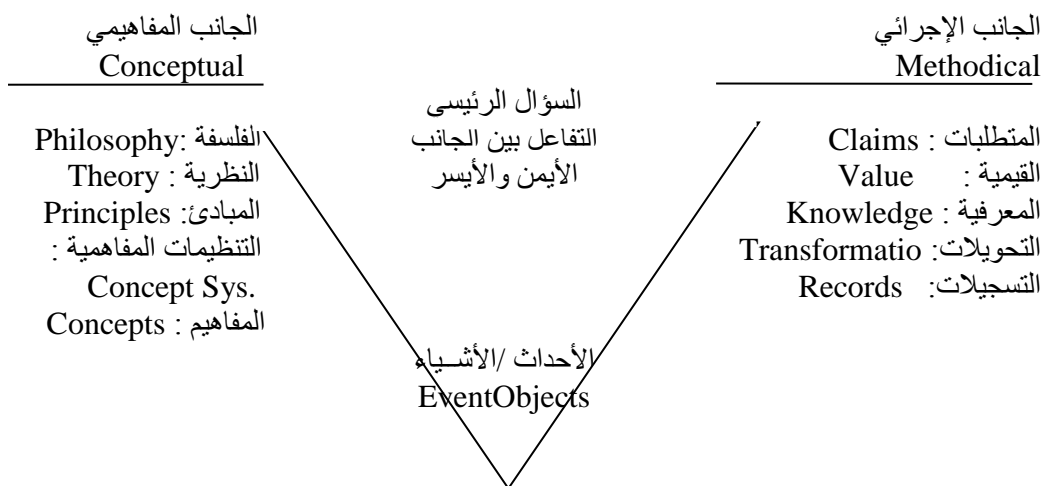 الجانب المفاهيمي
Conceptual
الفلسفة :Philosophy
النظرية : Theory
المبادئ: Principles
التنظيمات المفاهمية :
Concept Sys.
المفاهيم : Concepts
السؤال الرئيسى
التفاعل بين الجانب
الأيمن والأيسر
الأحداث /الأشــياء
EventObjects
الجانب الإجرائي
Methodical
المتطلبات : Claims
القيمية : Value
المعرفية : Knowledge
التحويلات: Transformatio
التسجيلات: Records